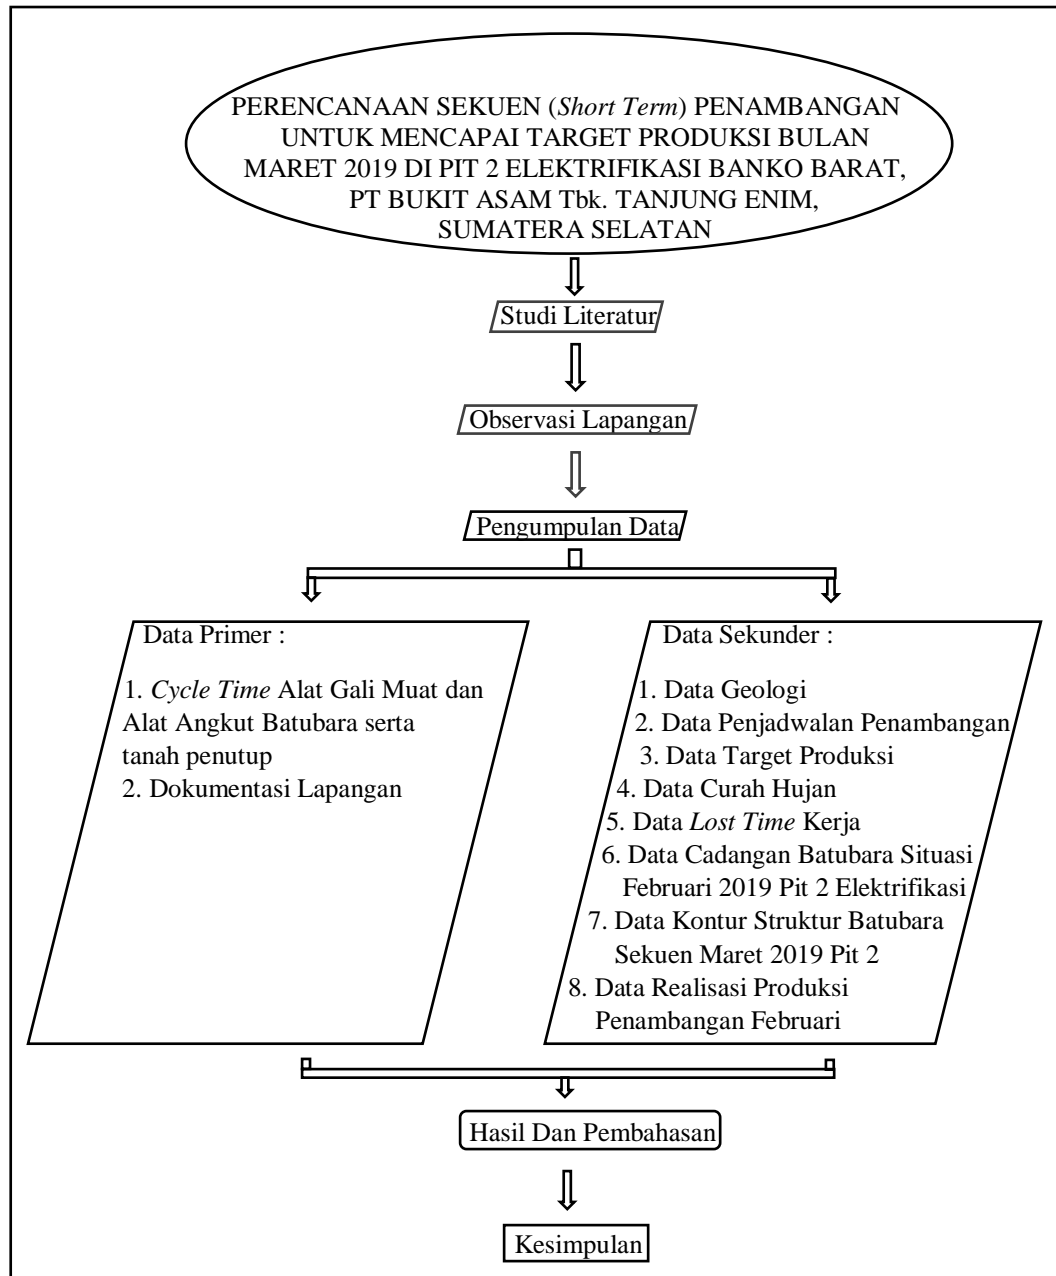 PERENCANAAN SEKUEN (Short Term) PENAMBANGAN
UNTUK MENCAPAI TARGET PRODUKSI BULAN
MARET 2019 DI PIT 2 ELEKTRIFIKASI BANKO BARAT,
PT BUKIT ASAM Tbk. TANJUNG ENIM,
SUMATERA SELATAN
Studi Literatur
Observasi Lapangan
Pengumpulan Data
Data Primer :
1. Cycle Time Alat Gali Muat dan
Alat Angkut Batubara serta
tanah penutup
2. Dokumentasi Lapangan
Data Sekunder :
1. Data Geologi
2. Data Penjadwalan Penambangan
3. Data Target Produksi
4. Data Curah Hujan
5. Data Lost Time Kerja
6. Data Cadangan Batubara Situasi
Februari 2019 Pit 2 Elektrifikasi
7. Data Kontur Struktur Batubara
Sekuen Maret 2019 Pit 2
8. Data Realisasi Produksi
Penambangan Februari
Hasil Dan Pembahasan
Kesimpulan